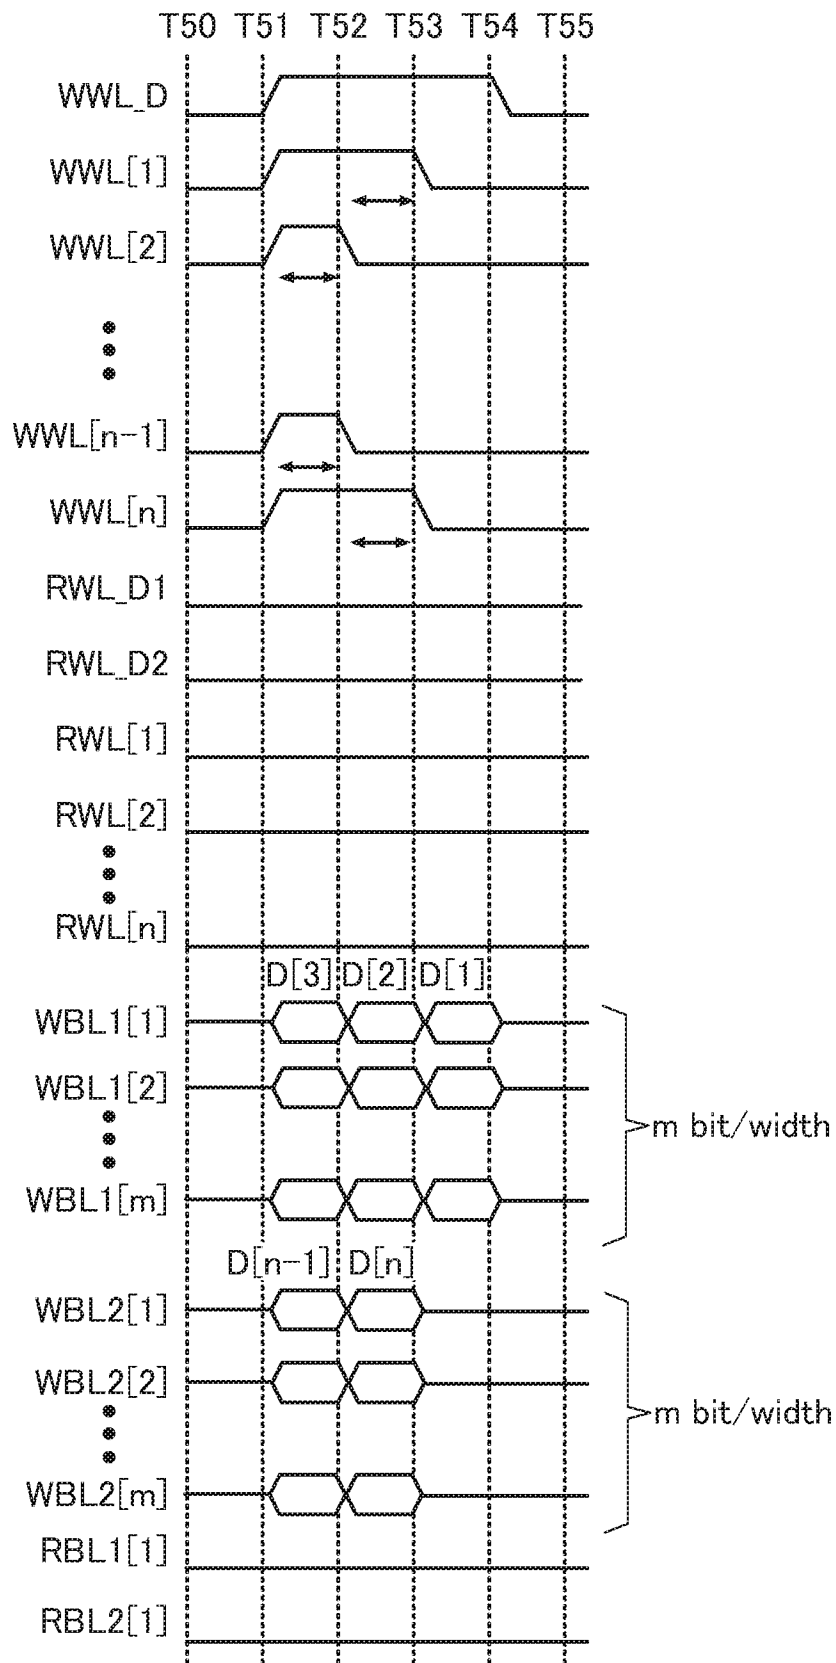 T50 T51 T52 T53 T54 T55
WWL_D
WWL[1]
WWL[2]
WWL[n-1]
WWL[n]
RWL_D1
RWL_D2
RWL[1]
RWL[2]
RWL[n]
D[3] D[2] D[1]
WBL1[1]
WBL1[2]
m bit/width
WBL1[m]
D[n-1] D[n]
WBL2[1]
WBL2[2]
m bit/width
WBL2[m]
RBL1[1]
RBL2[1]